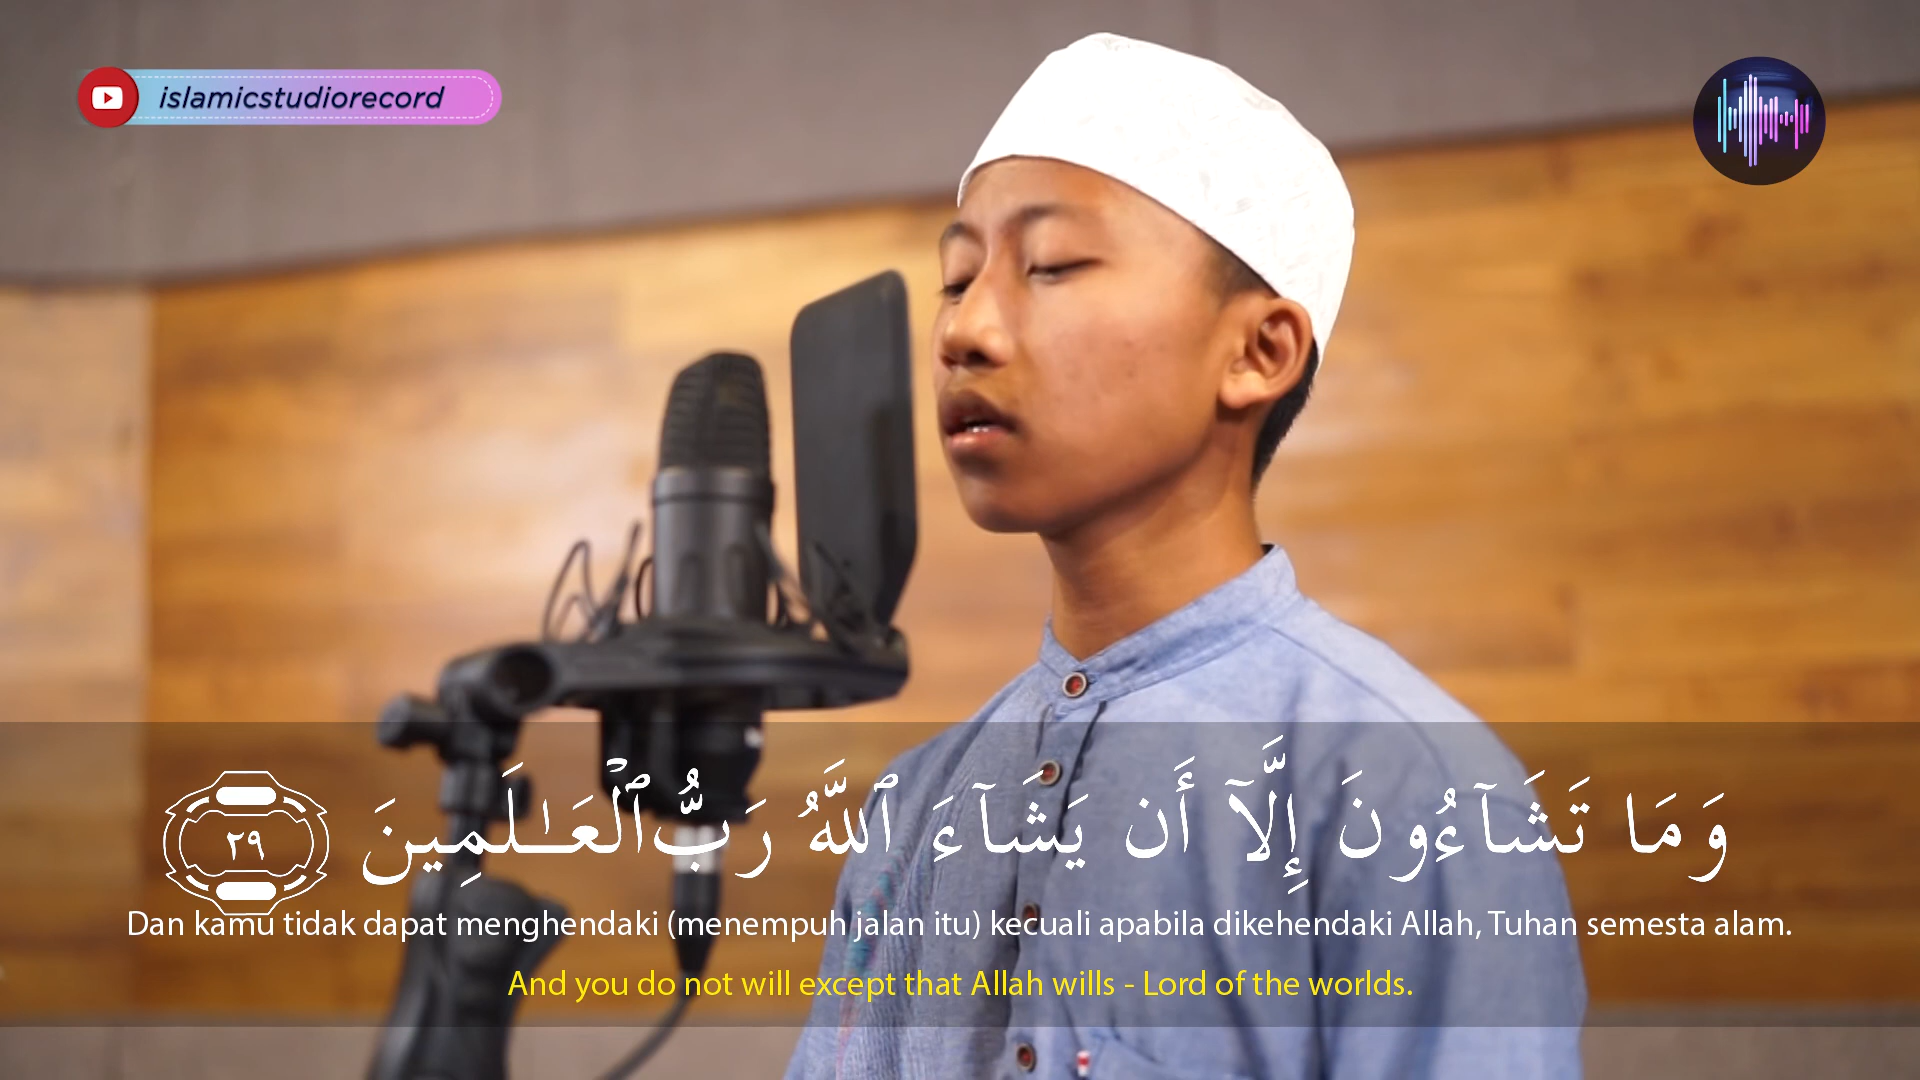 islamicstudiorecord
وَمَا تَشَآءُونَ إِلَّآ أَن يَشَآءَ ٱللَّهُ رَبُّ ٱلْعَـٰلَمِينَ ٢٩
Dan kamu tidak dapat menghendaki (menempuh jalan itu) kecuali apabila dikehendaki Allah, Tuhan semesta alam.
And you do not will except that Allah wills - Lord of the worlds.